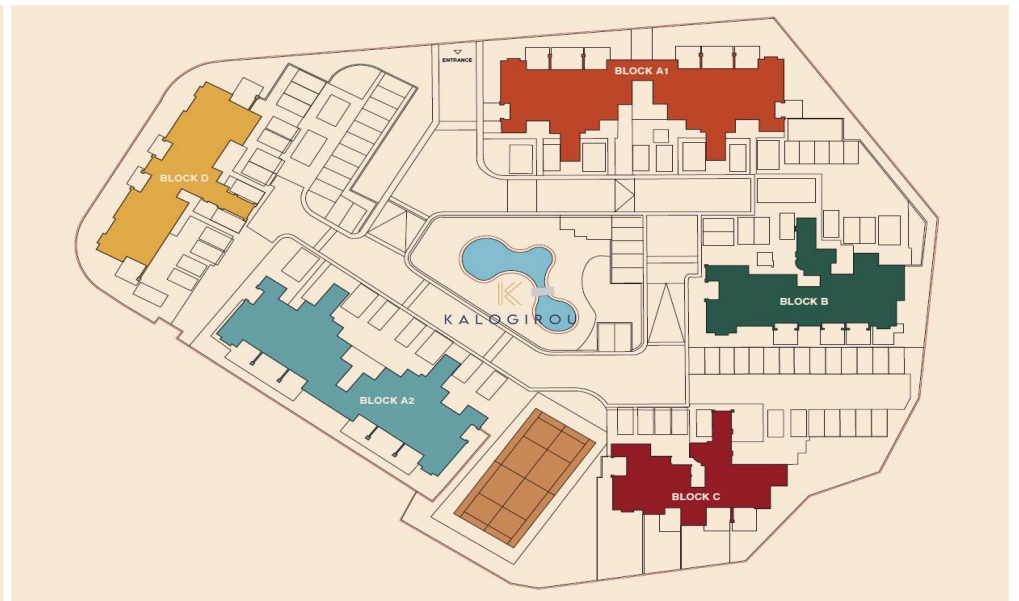 ENTRANCE
BLOCK A1
BLOCK D
BLOCK B
K
KALOGIROU
BLOCK A2
BLOCK C